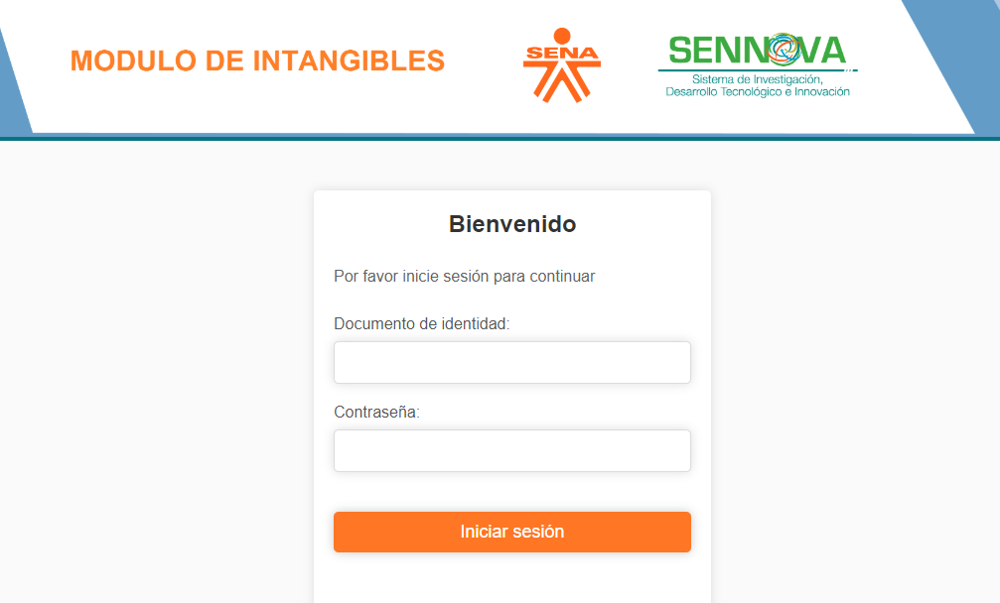 MODULO DE INTANGIBLES
SENA
SENNOVA
Sistema de Investigación,
Desarrollo Tecnológico e Innovación
Bienvenido
Por favor inicie sesión para continuar
Documento de identidad:
Contraseña:
Iniciar sesión